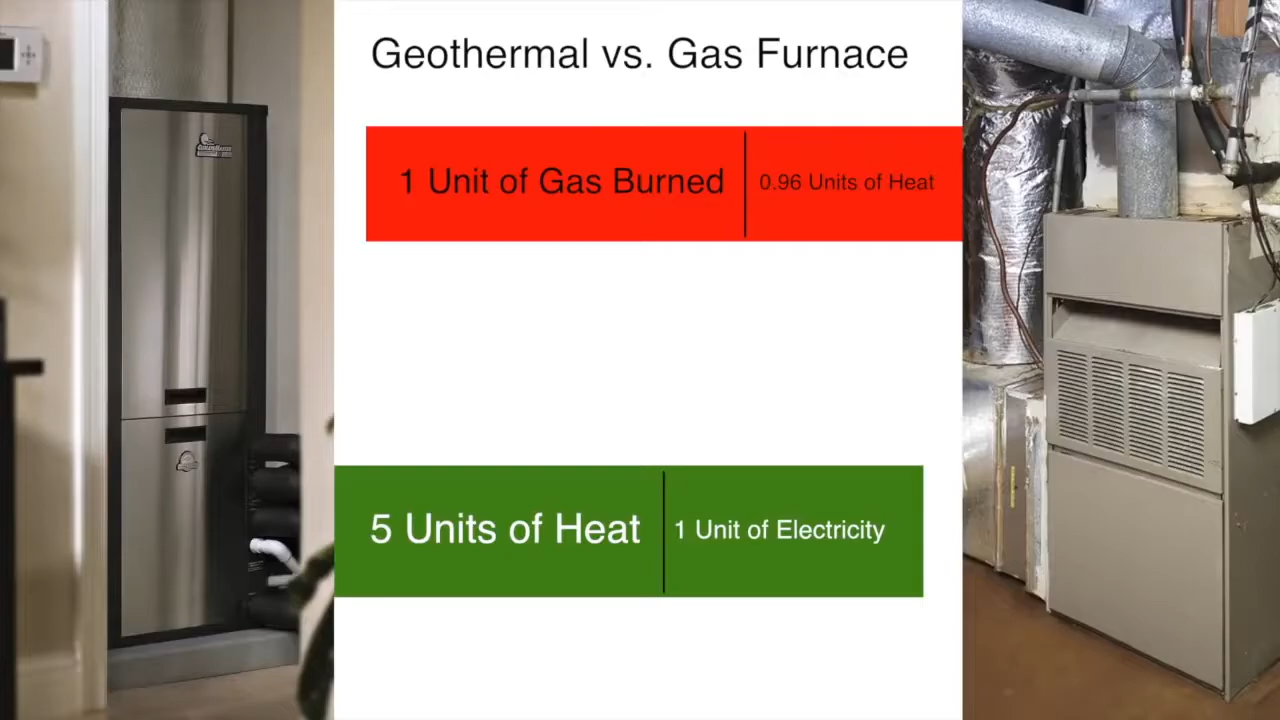 Geothermal vs. Gas Furnace
1 Unit of Gas Burned
0.96 Units of Heat
5 Units of Heat
1 Unit of Electricity